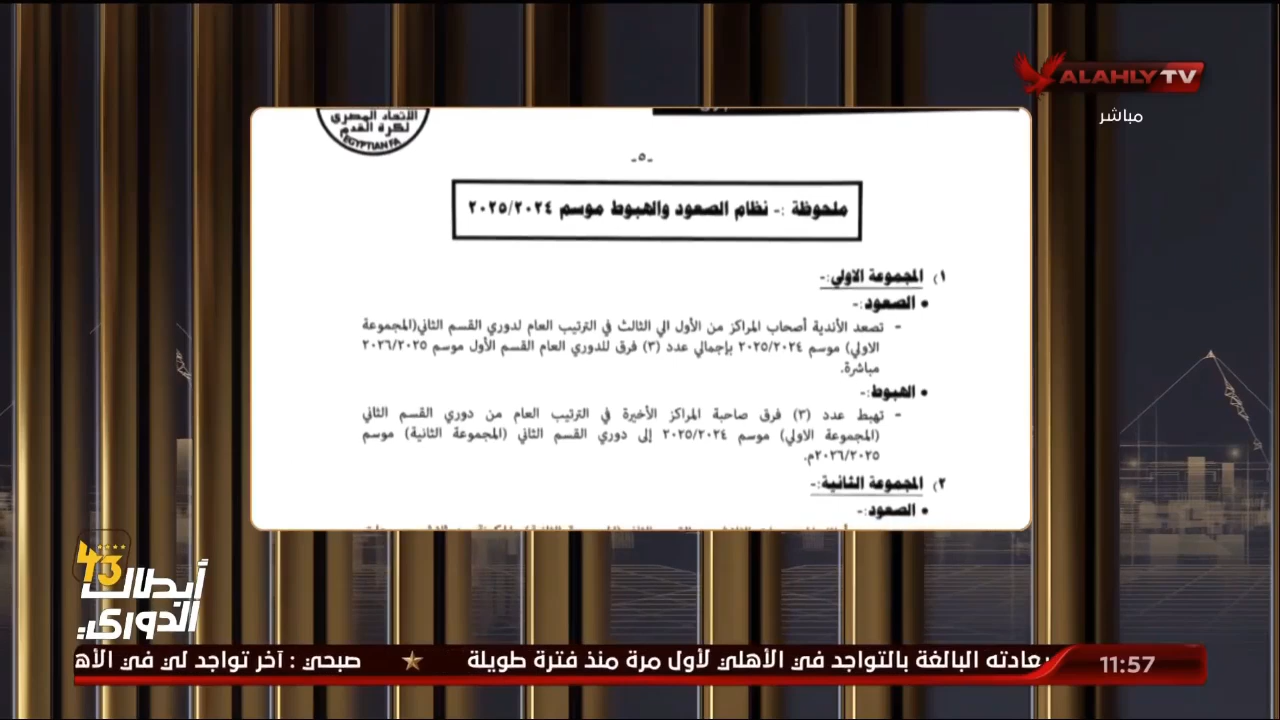 ALAHLY TV
مباشر
الاتحاد المصرى
لكرة القدم
EGYPTIAN FA
-٥-
ملحوظة :- نظام الصعود والهبوط موسم ٢٠٢٥/٢٠٢٤
١) المجموعة الاولي:-
• الصعود:-
- تصعد الأندية أصحاب المراكز من الأول الي الثالث في الترتيب العام لدوري القسم الثاني(المجموعة
الاولي) موسم ٢٠٢٥/٢٠٢٤ بإجمالي عدد (٣) فرق للدوري العام القسم الأول موسم ٢٠٢٦/٢٠٢٥
مباشرة.
• الهبوط:-
- تهبط عدد (٣) فرق صاحبة المراكز الأخيرة في الترتيب العام من دوري القسم الثاني
(المجموعة الاولي) موسم ٢٠٢٥/٢٠٢٤ إلى دوري القسم الثاني (المجموعة الثانية) موسم
٢٠٢٦/٢٠٢٥م.
٢) المجموعة الثانية:-
• الصعود:-
43
أبطال
الدوري
بعادته البالغة بالتواجد في الأهلي لأول مرة منذ فترة طويلة ★ صبحي : آخر تواجد لي في الأه
11:57